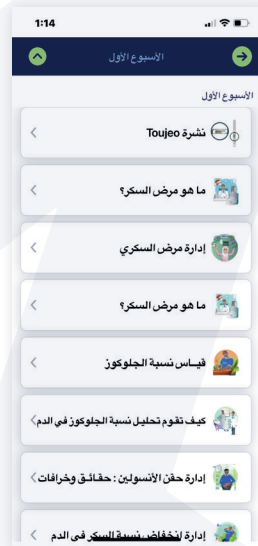 1:14
الأسبوع الأول
الأسبوع الأول
نشرة Toujeo
ما هو مرض السكر؟
إدارة مرض السكري
ما هو مرض السكر؟
قيـاس نسبة الجلوكوز
كيف تقوم تحليل نسبة الجلوكوز في الدم
إدارة حقن الأنسولين : حقائق وخرافات
إدارة إنخفاض نسبة السكر في الدم